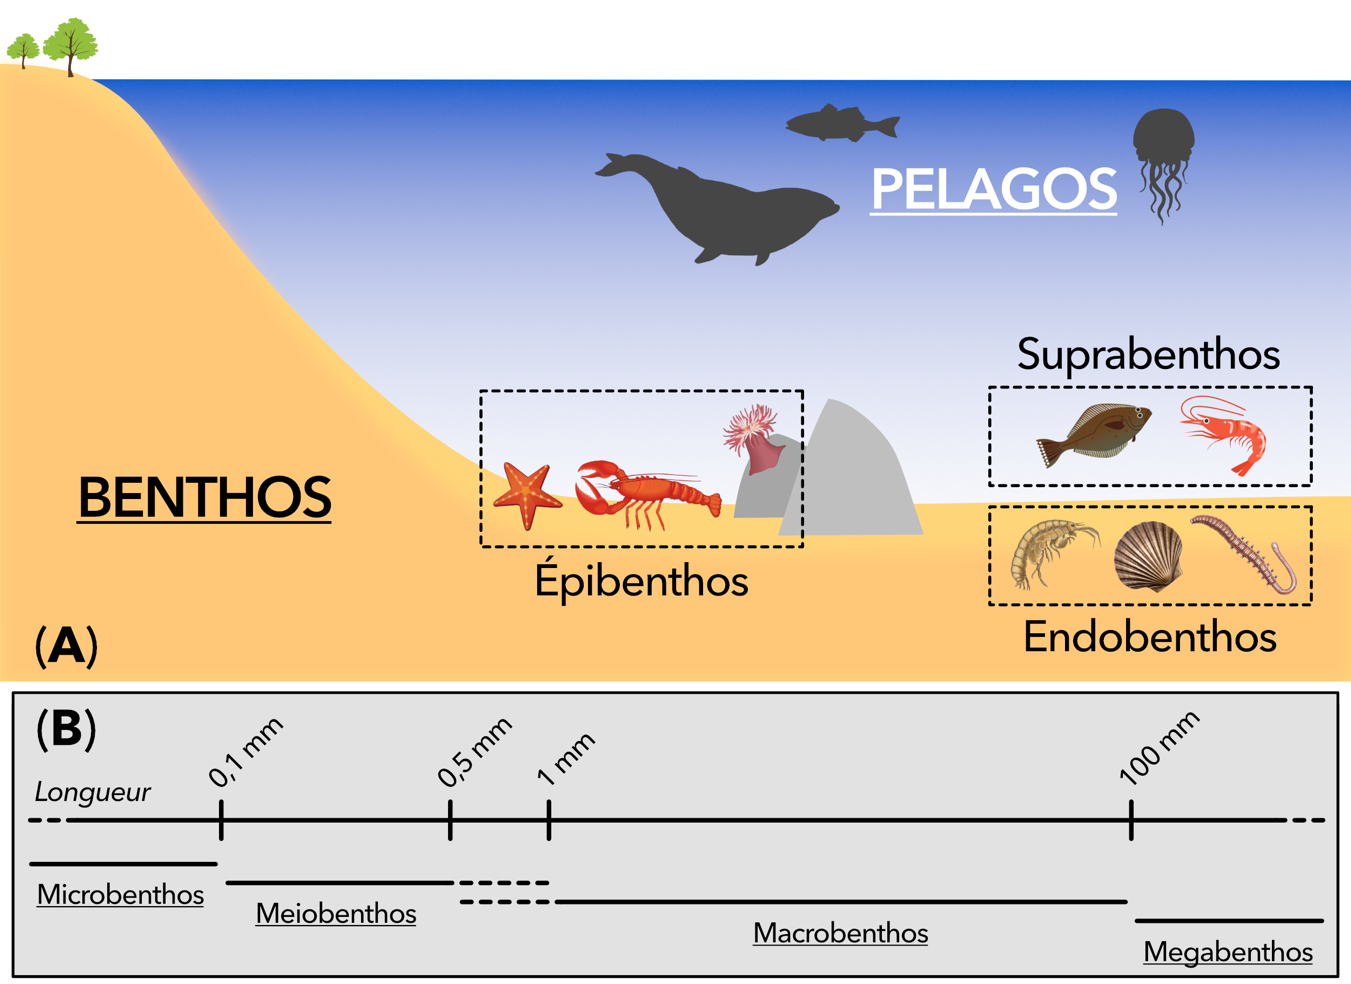 PELAGOS
Suprabenthos
BENTHOS
Épibenthos
Endobenthos
(A)
(B)
Longueur
0,1 mm
0,5 mm
1 mm
100 mm
Microbenthos
Meiobenthos
Macrobenthos
Megabenthos